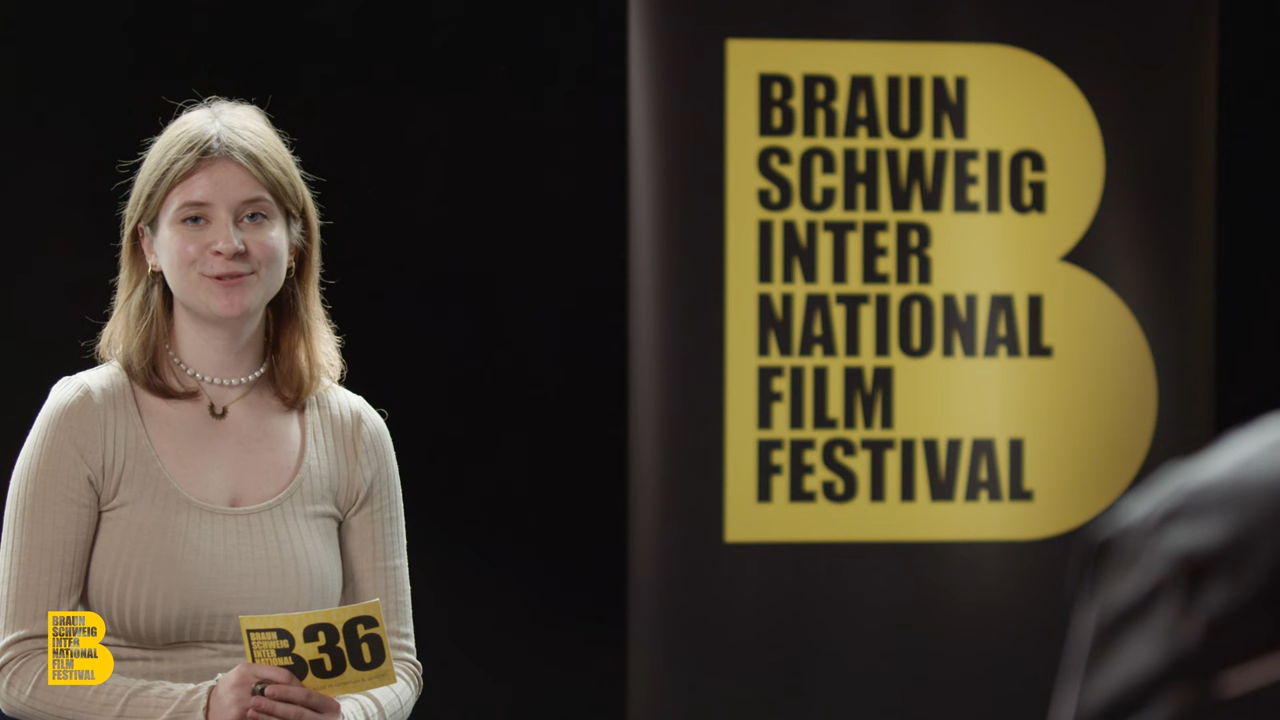 BRAUN
SCHWEIG
INTER
NATIONAL
FILM
FESTIVAL
BRAUN
SCHWEIG
INTER
NATIONAL
B36
BRAUN
SCHWEIG
INTER
NATIONAL
FILM
FESTIVAL